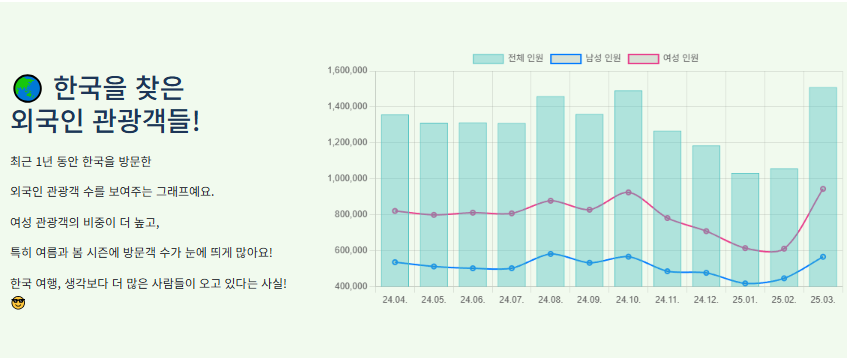 🌏 한국을 찾은
외국인 관광객들!
최근 1년 동안 한국을 방문한
외국인 관광객 수를 보여주는 그래프예요.
여성 관광객의 비중이 더 높고,
특히 여름과 봄 시즌에 방문객 수가 눈에 띄게 많아요!
한국 여행, 생각보다 더 많은 사람들이 오고 있다는 사실!
😎
전체 인원 남성 인원 여성 인원
1,600,000
1,400,000
1,200,000
1,000,000
800,000
600,000
400,000
24.04. 24.05. 24.06. 24.07. 24.08. 24.09. 24.10. 24.11. 24.12. 25.01. 25.02. 25.03.